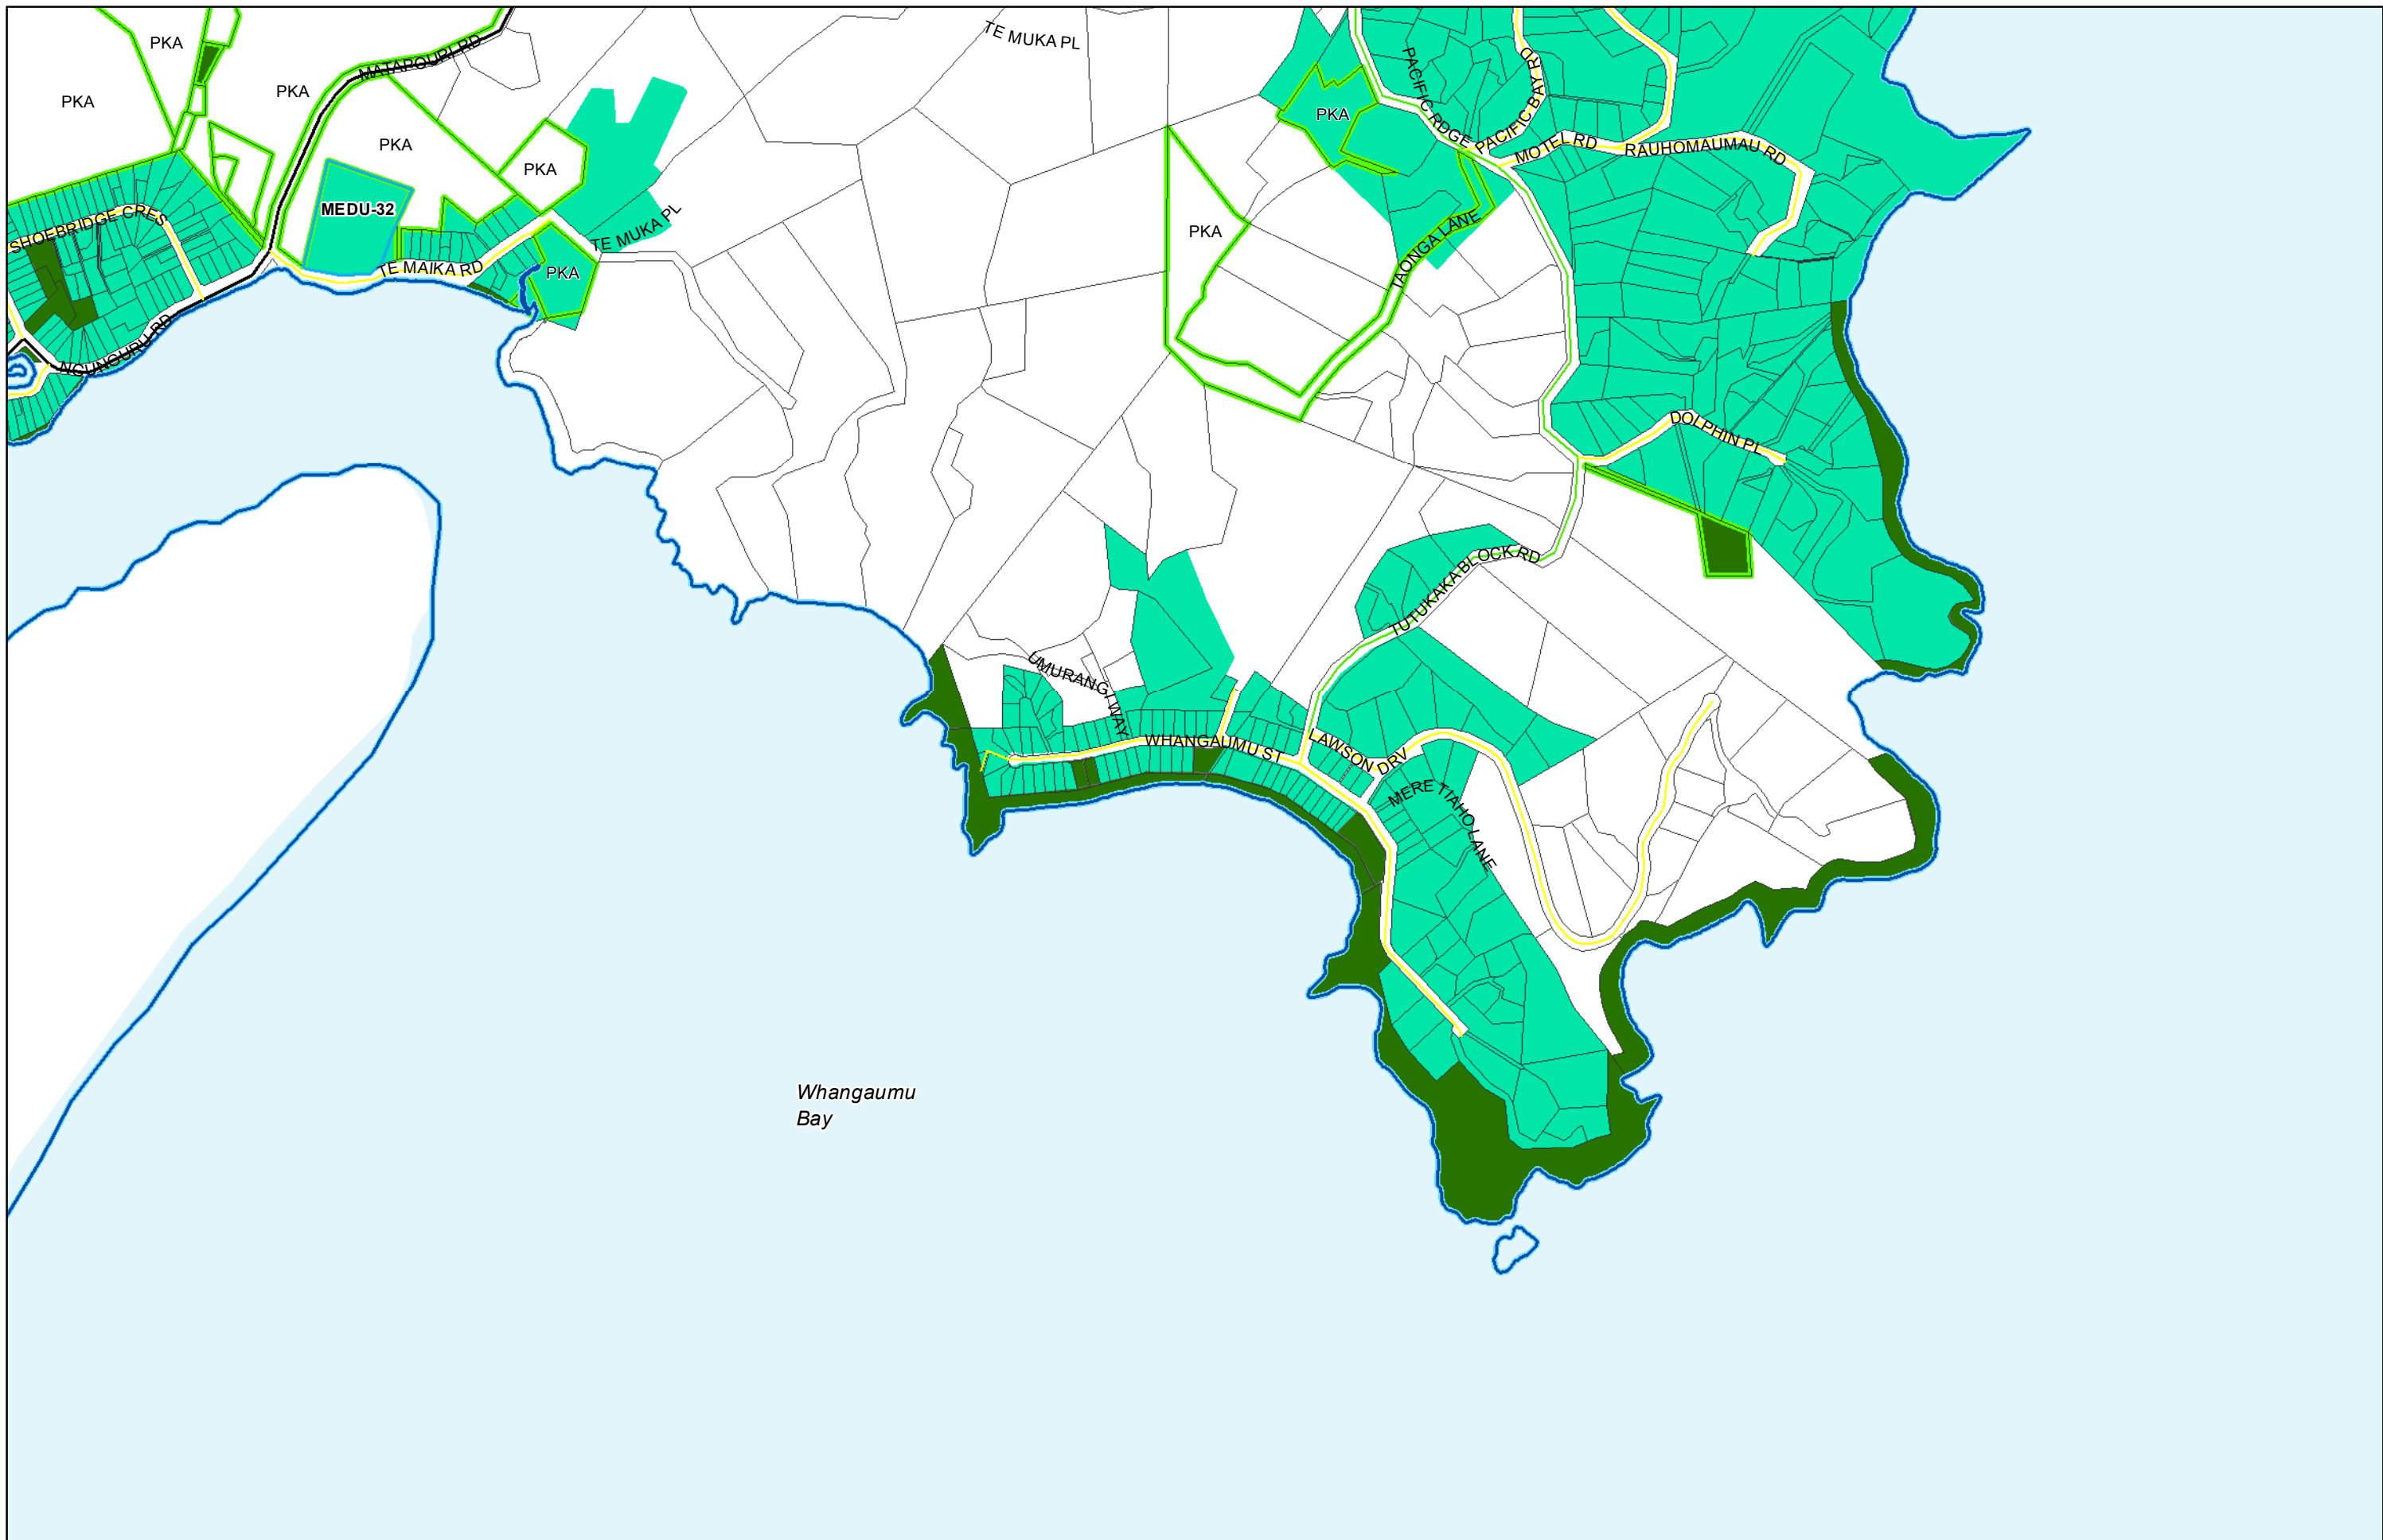 TE MUKA PL
PKA
MATAPOURI RD
PACIFIC RDGE
PACIFIC BAY RD
PKA
PKA
PKA
PKA
PKA
MOTEL RD
RAUHOMAUMAU RD
MEDU-32
SHOEBRIDGE CRES
TE MUKA PL
PKA
TAONGA LANE
TE MAIKA RD
PKA
NGUNGURU RD
DOLPHIN PL
TUTUKAKA BLOCK RD
UMURANGI WAY
WHANGAUMU ST
LAWSON DRV
MERE TIAHO LANE
Whangaumu
Bay